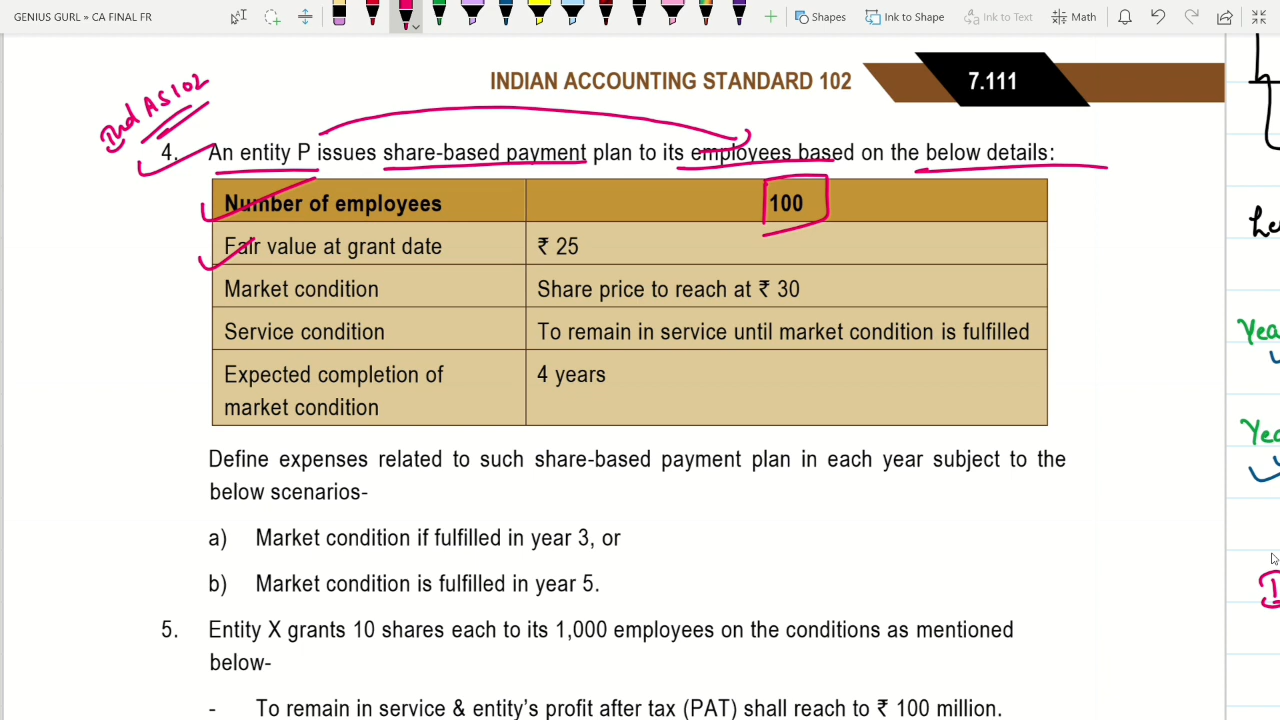 GENIUS GURL » CA FINAL FR
Shapes
Ink to Shape
Ink to Text
Math
INDIAN ACCOUNTING STANDARD 102
7.111
Ind AS 102
4. An entity P issues share-based payment plan to its employees based on the below details:
Number of employees 100
Fair value at grant date ₹ 25
Market condition Share price to reach at ₹ 30
Service condition To remain in service until market condition is fulfilled
Expected completion of 4 years
market condition
Define expenses related to such share-based payment plan in each year subject to the
below scenarios-
a) Market condition if fulfilled in year 3, or
b) Market condition is fulfilled in year 5.
5. Entity X grants 10 shares each to its 1,000 employees on the conditions as mentioned
below-
- To remain in service & entity's profit after tax (PAT) shall reach to ₹ 100 million.